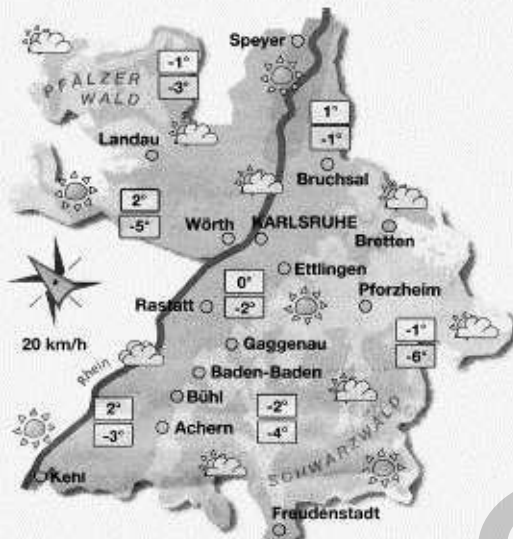 Speyer
-1°
-3°
PFÄLZER
WALD
Landau
1°
-1°
Bruchsal
2°
-5°
Wörth
KARLSRUHE
Bretten
Ettlingen
0°
-2°
Rastatt
Pforzheim
20 km/h
-1°
-6°
Gaggenau
Rhein
Baden-Baden
Bühl
2°
-3°
-2°
-4°
Achern
SCHWARZWALD
Kehl
Freudenstadt